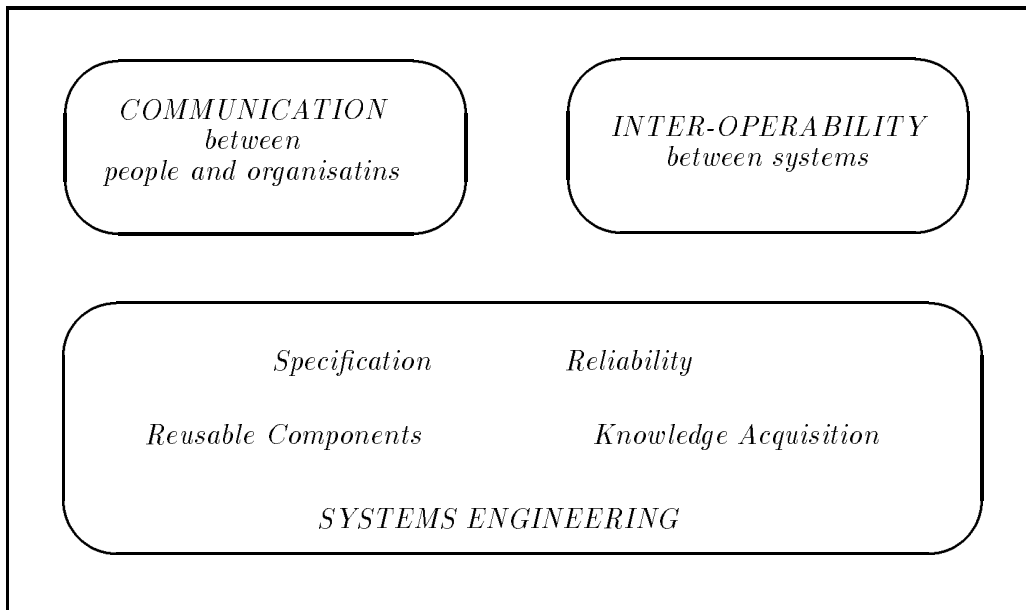 COMMUNICATION
between
people and organisatins
INTER-OPERABILITY
between systems
Specification Reliability
Reusable Components Knowledge Acquisition
SYSTEMS ENGINEERING